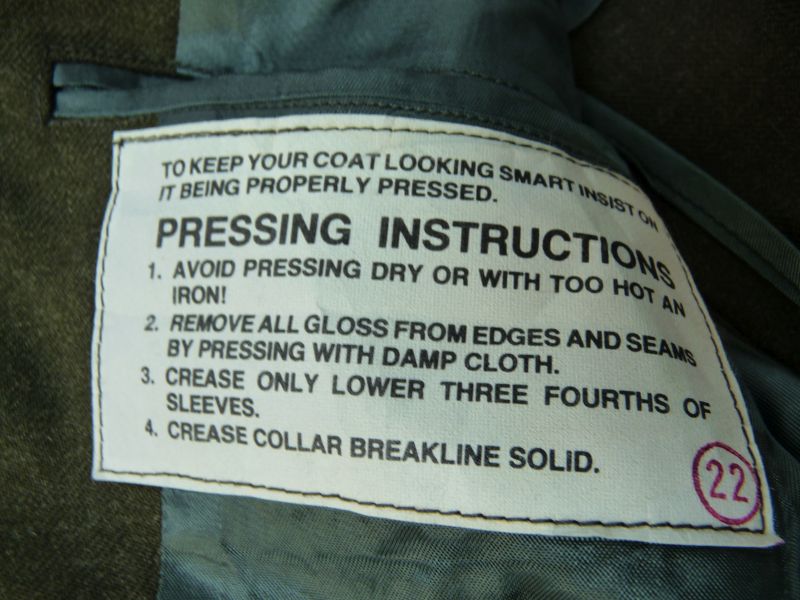 TO KEEP YOUR COAT LOOKING SMART INSIST ON
IT BEING PROPERLY PRESSED.
PRESSING INSTRUCTIONS
1. AVOID PRESSING DRY OR WITH TOO HOT AN
IRON!
2. REMOVE ALL GLOSS FROM EDGES AND SEAMS
BY PRESSING WITH DAMP CLOTH.
3. CREASE ONLY LOWER THREE FOURTHS OF
SLEEVES.
4. CREASE COLLAR BREAKLINE SOLID.
22